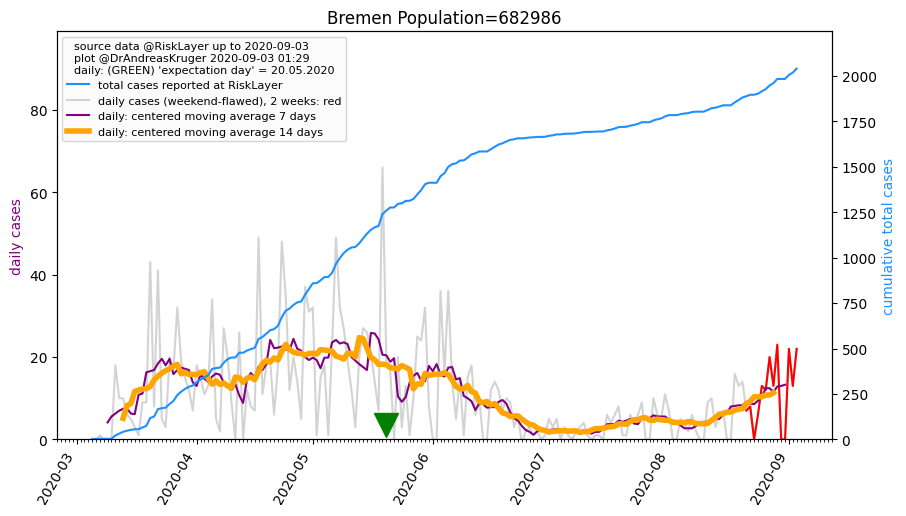 Bremen Population=682986
source data @RiskLayer up to 2020-09-03
plot @DrAndreasKruger 2020-09-03 01:29
daily: (GREEN) 'expectation day' = 20.05.2020
total cases reported at RiskLayer
daily cases (weekend-flawed), 2 weeks: red
daily: centered moving average 7 days
daily: centered moving average 14 days
daily cases
80
60
40
20
0
cumulative total cases
2000
1750
1500
1250
1000
750
500
250
0
2020-03
2020-04
2020-05
2020-06
2020-07
2020-08
2020-09